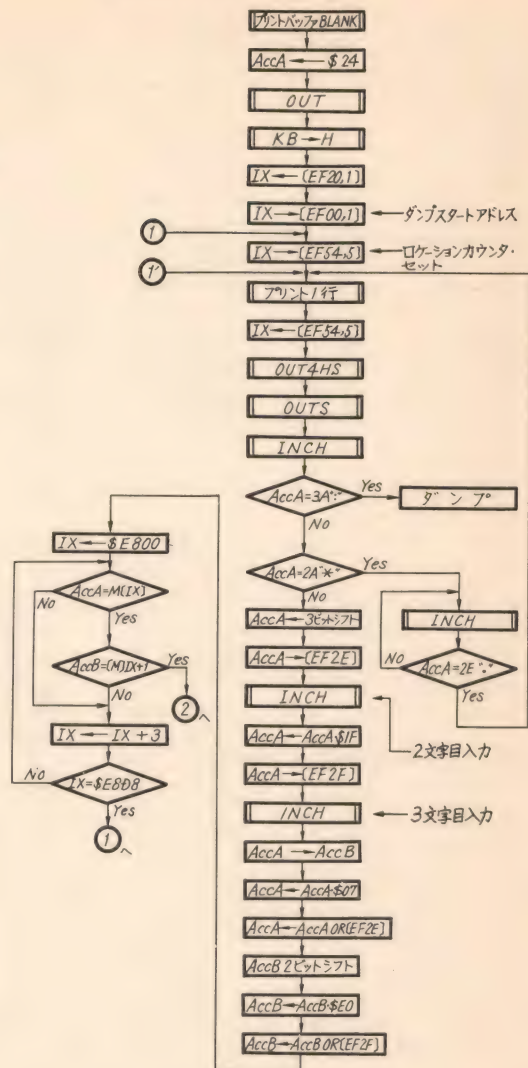 プリントバッファBLANK
AccA ← $24
OUT
KB→H
IX←(EF20,1)
IX→(EF00,1)
ダンプスタートアドレス
1
IX→(EF54,5)
ロケーションカウンタ・
セット
1'
プリント1行
IX←(EF54,5)
OUT4HS
OUTS
INCH
AccA=3A":"
Yes
ダンプ
No
AccA=2A"*"
Yes
No
INCH
AccA=2E"."
No
Yes
AccA←3ビットシフト
AccA→(EF2E)
INCH
2文字目入力
AccA←AccA・$1F
AccA→(EF2F)
INCH
3文字目入力
AccA→AccB
AccA←AccA・$07
AccA←AccA OR[EF2E]
AccB2ビットシフト
AccB←AccB・$E0
AccB←AccB OR[EF2F]
IX←$E800
AccA=M[IX]
No
Yes
AccB=(M)IX+1
Yes
No
2へ
IX←IX+3
IX=$E8D8
No
Yes
1へ